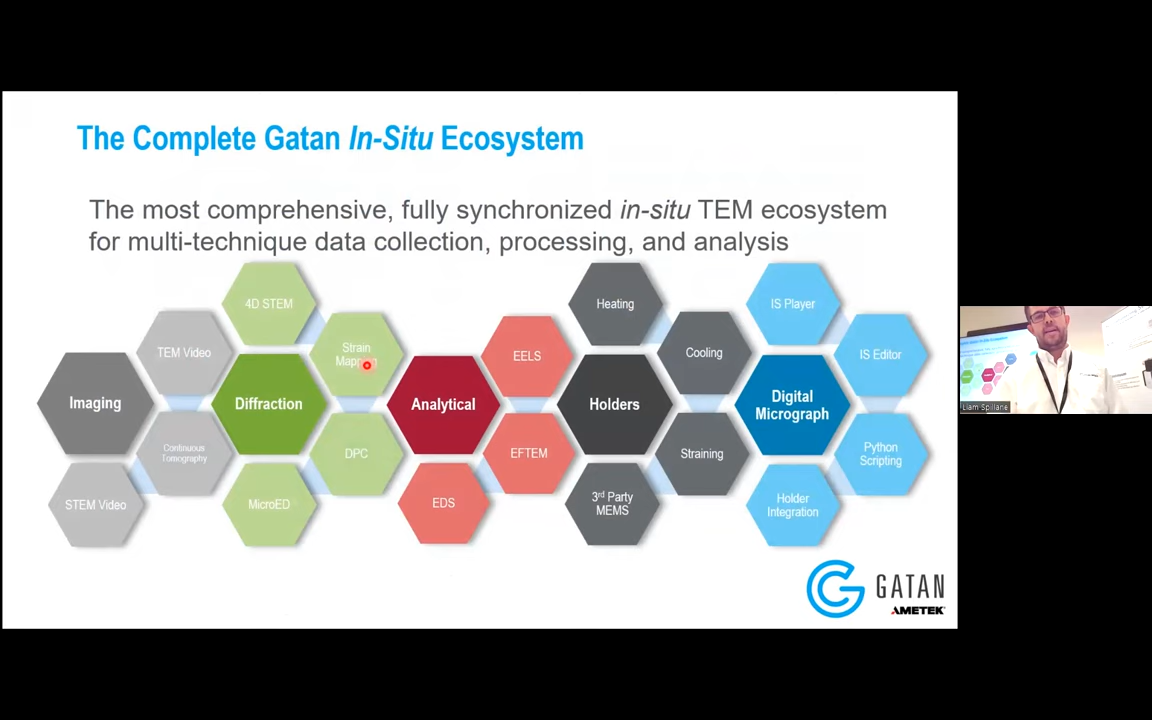 The Complete Gatan In-Situ Ecosystem
The most comprehensive, fully synchronized in-situ TEM ecosystem
for multi-technique data collection, processing, and analysis
Imaging
TEM Video
Continuous
Tomography
STEM Video
Diffraction
4D STEM
Strain
DPC
MicroED
Analytical
EELS
EFTEM
EDS
Holders
Heating
Cooling
Straining
3rd Party
MEMS
Digital
Micrograph
IS Player
IS Editor
Python
Scripting
Holder
Integration
GATAN
AMETEK
Liam Spillane